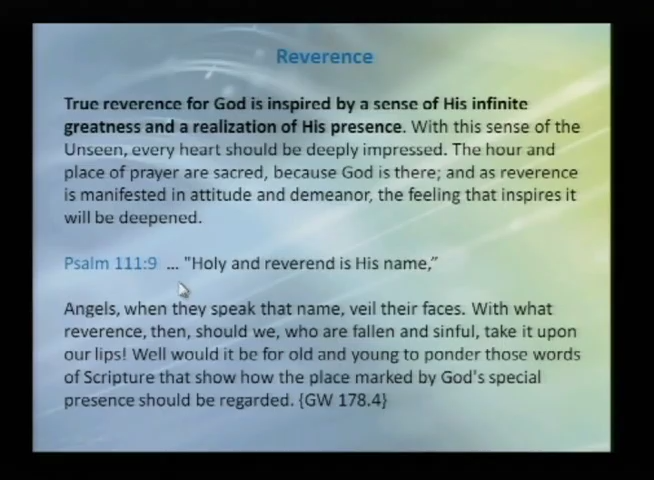 Reverence
True reverence for God is inspired by a sense of His infinite
greatness and a realization of His presence. With this sense of the
Unseen, every heart should be deeply impressed. The hour and
place of prayer are sacred, because God is there; and as reverence
is manifested in attitude and demeanor, the feeling that inspires it
will be deepened.
Psalm 111:9 ... "Holy and reverend is His name,”
Angels, when they speak that name, veil their faces. With what
reverence, then, should we, who are fallen and sinful, take it upon
our lips! Well would it be for old and young to ponder those words
of Scripture that show how the place marked by God's special
presence should be regarded. {GW 178.4}